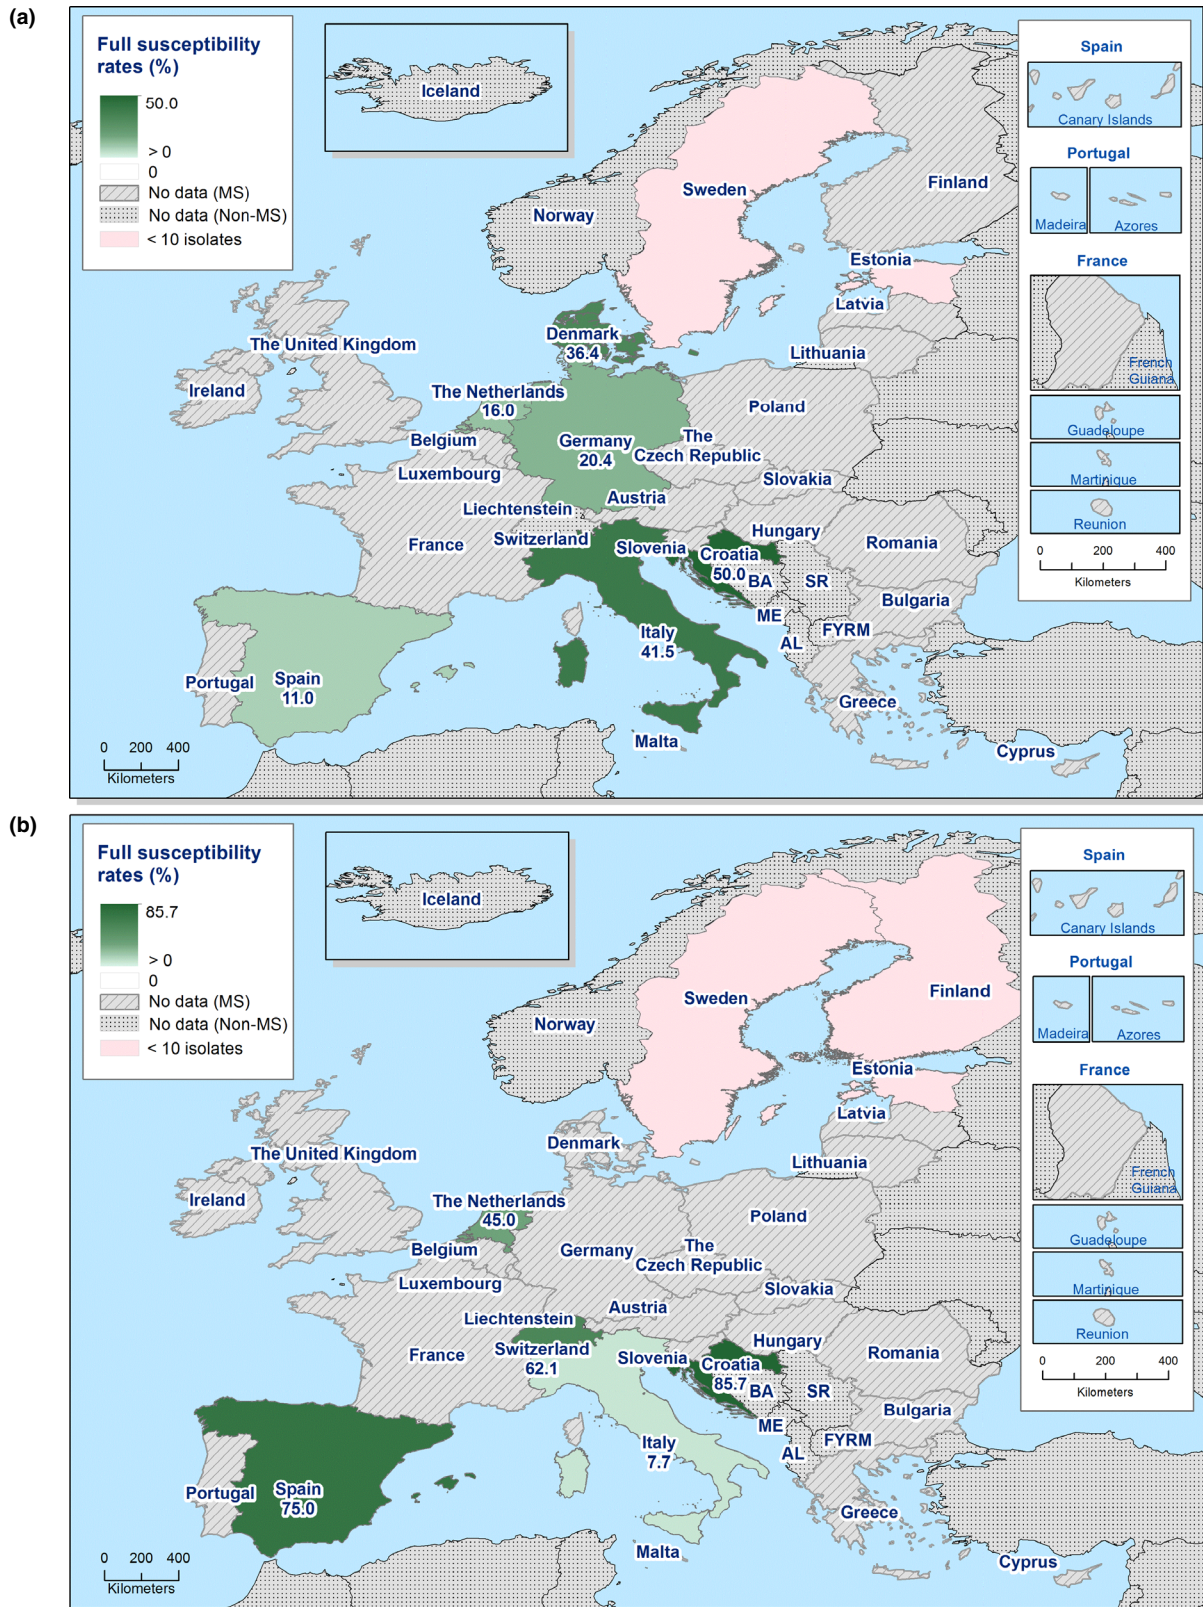 (a)
Full susceptibility
rates (%)
50.0
> 0
0
No data (MS)
No data (Non-MS)
< 10 isolates
Iceland
Norway
Sweden
Finland
Estonia
Latvia
Lithuania
Denmark
36.4
The United Kingdom
Ireland
The Netherlands
16.0
Belgium
Luxembourg
Germany
20.4
Poland
The
Czech Republic
Slovakia
Austria
Liechtenstein
Switzerland
France
Hungary
Slovenia
Croatia
50.0
Romania
BA
SR
Bulgaria
ME
FYRM
AL
Italy
41.5
Greece
Portugal
Spain
11.0
Malta
Cyprus
0 200 400
Kilometers
Spain
Canary Islands
Portugal
Madeira
Azores
France
French
Guiana
Guadeloupe
Martinique
Reunion
0 200 400
Kilometers
(b)
Full susceptibility
rates (%)
85.7
> 0
0
No data (MS)
No data (Non-MS)
< 10 isolates
Iceland
Norway
Sweden
Finland
Estonia
Latvia
Lithuania
Denmark
The United Kingdom
Ireland
The Netherlands
45.0
Belgium
Luxembourg
Germany
Poland
The
Czech Republic
Slovakia
Austria
Liechtenstein
Switzerland
62.1
France
Hungary
Slovenia
Croatia
85.7
Romania
BA
SR
Bulgaria
ME
FYRM
AL
Italy
7.7
Greece
Portugal
Spain
75.0
Malta
Cyprus
0 200 400
Kilometers
Spain
Canary Islands
Portugal
Madeira
Azores
France
French
Guiana
Guadeloupe
Martinique
Reunion
0 200 400
Kilometers